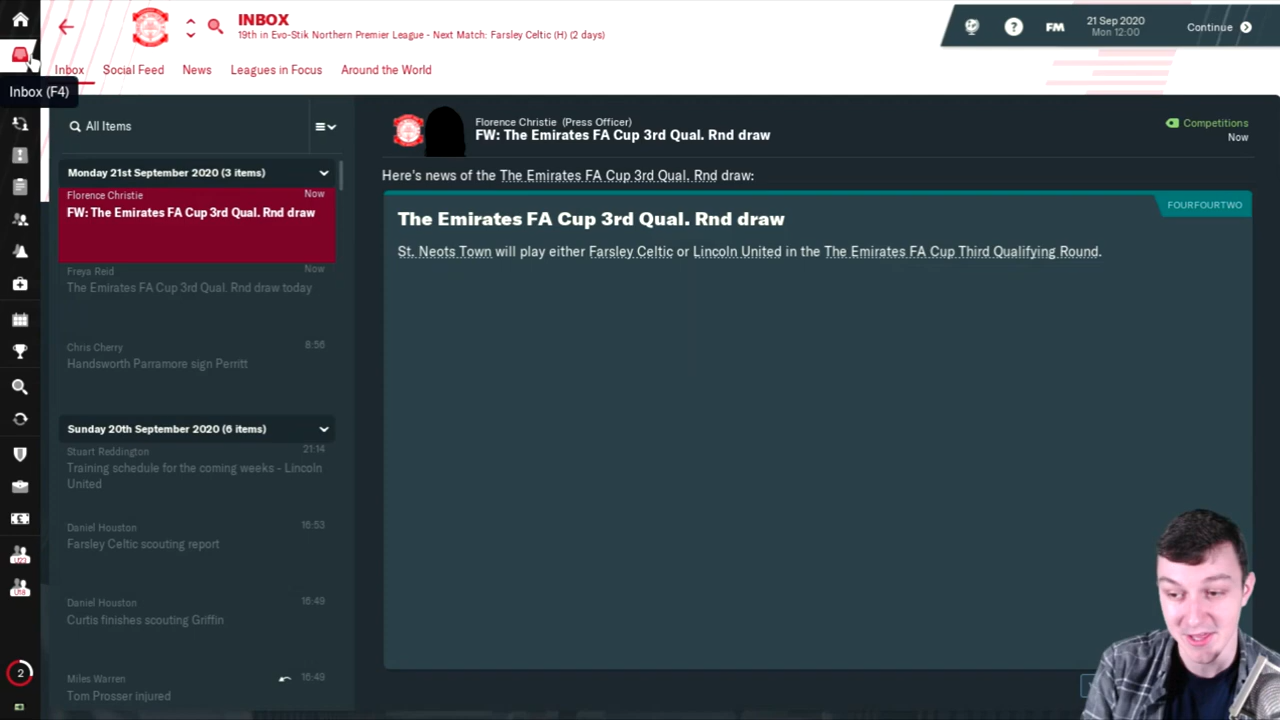 INBOX
19th in Evo-Stik Northern Premier League - Next Match: Farsley Celtic (H) (2 days)
FM
21 Sep 2020
Mon 12:00
Continue
Inbox
Social Feed
News
Leagues in Focus
Around the World
Inbox (F4)
All Items
Monday 21st September 2020 (3 items)
Florence Christie
Now
FW: The Emirates FA Cup 3rd Qual. Rnd draw
Freya Reid
Now
The Emirates FA Cup 3rd Qual. Rnd draw today
Chris Cherry
8:56
Handsworth Parramore sign Perritt
Sunday 20th September 2020 (6 items)
Stuart Reddington
21:14
Training schedule for the coming weeks - Lincoln
United
Daniel Houston
16:53
Farsley Celtic scouting report
Daniel Houston
16:49
Curtis finishes scouting Griffin
Miles Warren
16:49
Tom Prosser injured
Florence Christie (Press Officer)
FW: The Emirates FA Cup 3rd Qual. Rnd draw
Competitions
Now
Here's news of the The Emirates FA Cup 3rd Qual. Rnd draw:
FOURFOURTWO
The Emirates FA Cup 3rd Qual. Rnd draw
St. Neots Town will play either Farsley Celtic or Lincoln United in the The Emirates FA Cup Third Qualifying Round.
U23
U18
2